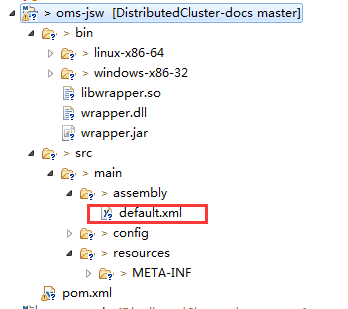 > oms-jsw [DistributedCluster-docs master]
> bin
> linux-x86-64
> windows-x86-32
libwrapper.so
wrapper.dll
wrapper.jar
> src
> main
> assembly
default.xml
> config
> resources
> META-INF
pom.xml